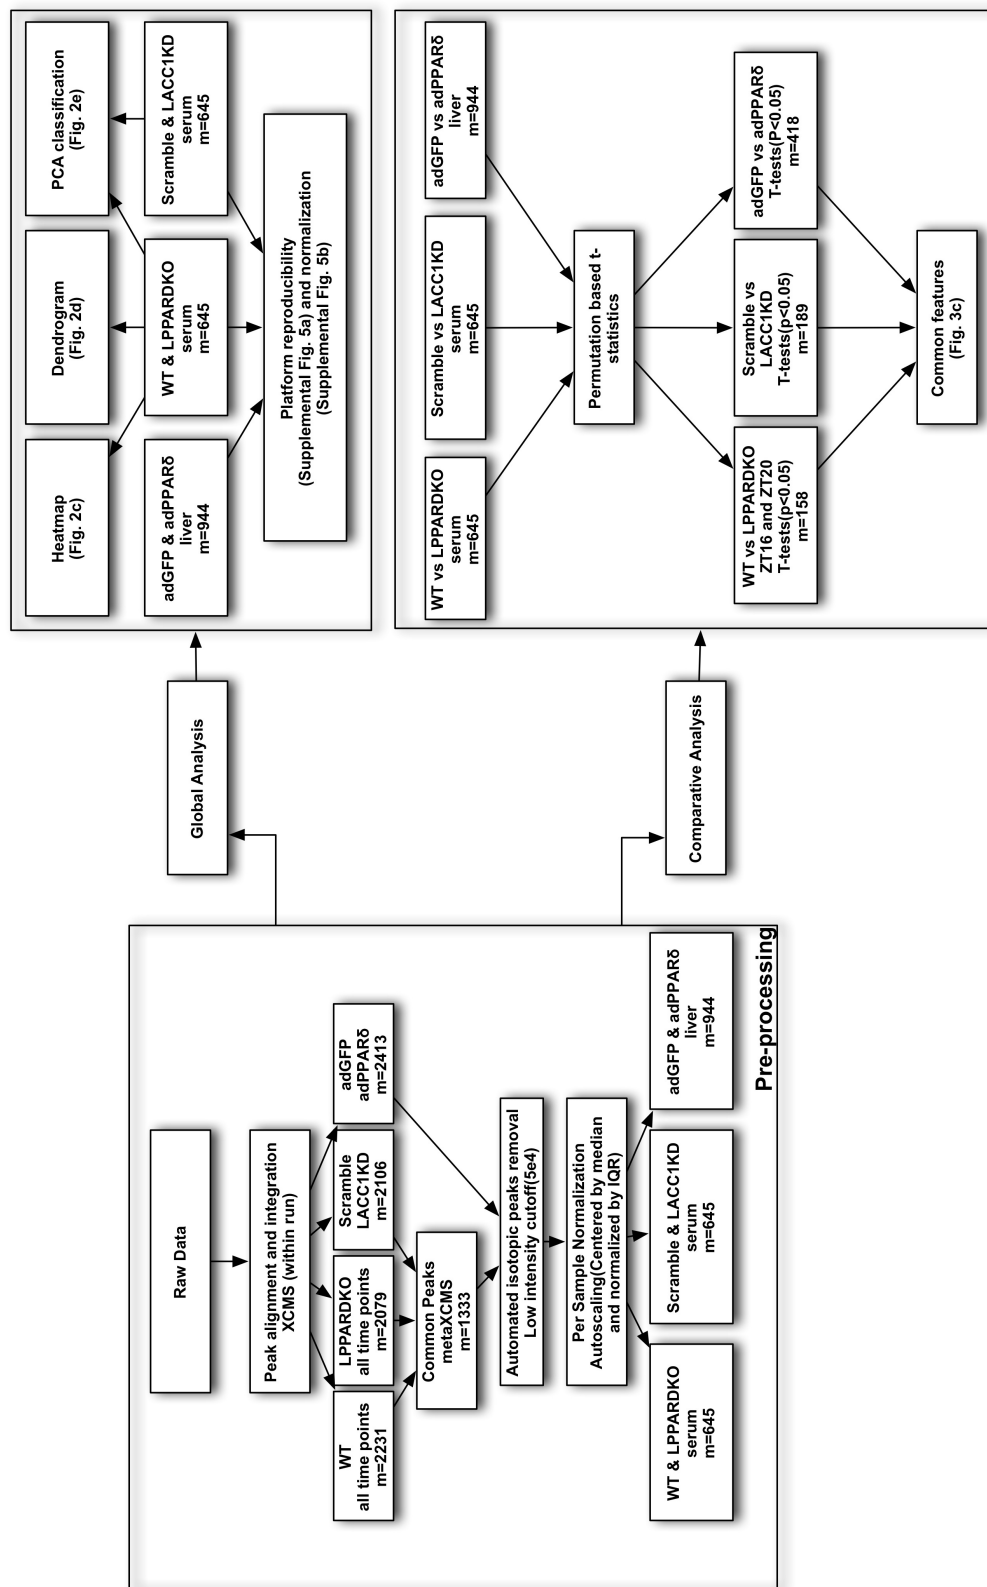 Raw Data
Peak alignment and integration
XCMS (within run)
WT
all time points
m=2231
LPPARDKO
all time points
m=2079
Scramble
LACC1KD
m=2106
adGFP
adPPARδ
m=2413
Common Peaks
metaXCMS
m=1333
Automated isotopic peaks removal
Low intensity cutoff(5e4)
Per Sample Normalization
Autoscaling(Centered by median
and normalized by IQR)
WT & LPPARDKO
serum
m=645
Scramble & LACC1KD
serum
m=645
adGFP & adPPARδ
liver
m=944
Pre-processing
Global Analysis
Comparative Analysis
Heatmap
(Fig. 2c)
Dendrogram
(Fig. 2d)
PCA classification
(Fig. 2e)
adGFP & adPPARδ
liver
m=944
WT & LPPARDKO
serum
m=645
Scramble & LACC1KD
serum
m=645
Platform reproducibility
(Supplemental Fig. 5a) and normalization
(Supplemental Fig. 5b)
WT vs LPPARDKO
serum
m=645
Scramble vs LACC1KD
serum
m=645
adGFP vs adPPARδ
liver
m=944
Permutation based t-
statistics
WT vs LPPARDKO
ZT16 and ZT20
T-tests(p<0.05)
m=158
Scramble vs
LACC1KD
T-tests(p<0.05)
m=189
adGFP vs adPPARδ
T-tests(P<0.05)
m=418
Common features
(Fig. 3c)